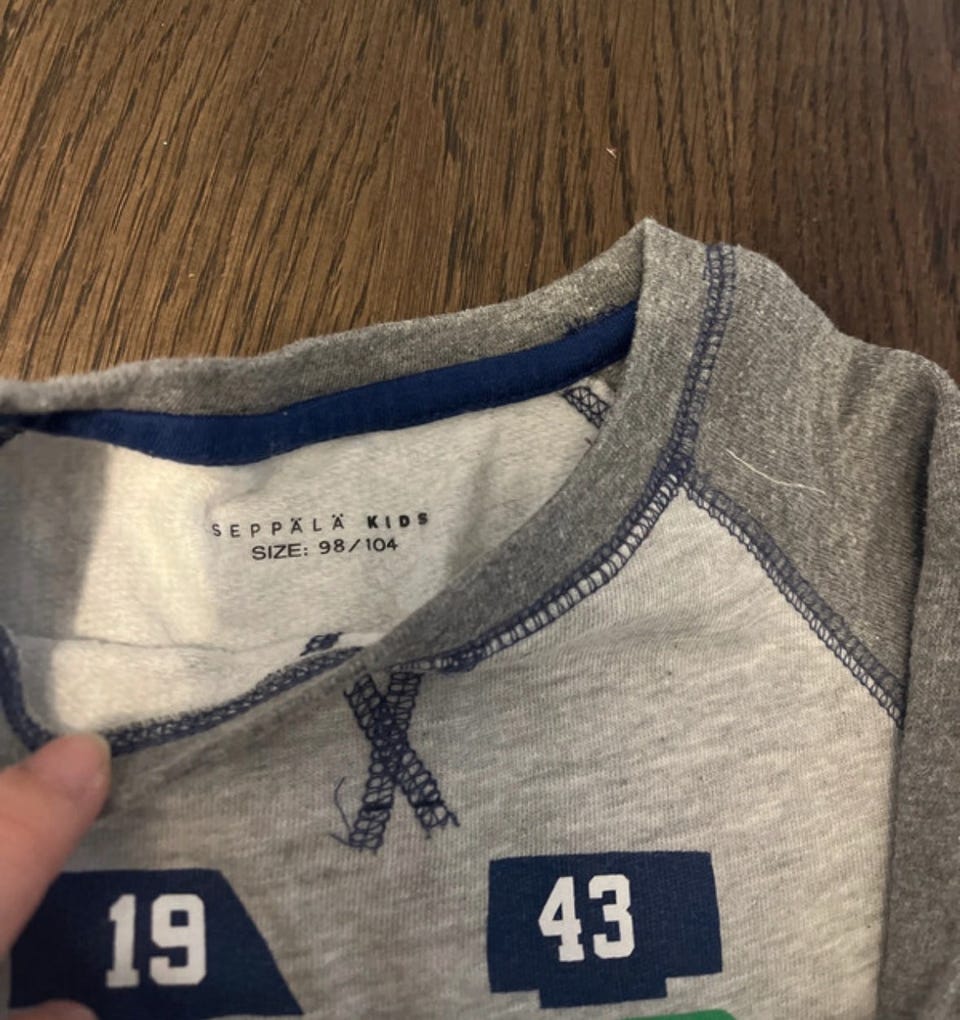 SEPPÄLÄ KIDS
SIZE: 98/104
19
43